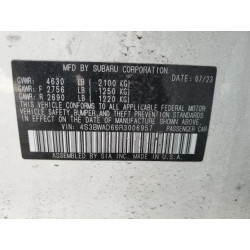 MFD BY SUBARU CORPORATION
DATE: 07/23
GVWR: 4630 LB ( 2100 KG)
GAWR: F 2756 LB ( 1250 KG)
GAWR: R 2690 LB ( 1220 KG)
THIS VEHICLE CONFORMS TO ALL APPLICABLE
FEDERAL MOTOR VEHICLE SAFETY, BUMPER, AND
THEFT PREVENTION STANDARDS IN EFFECT ON THE
DATE OF MANUFACTURE SHOWN ABOVE.
VIN: 4S3BWAD66R3006957
PASSENGER CAR
ASSEMBLED BY SIA, INC. MADE IN U.S.A.